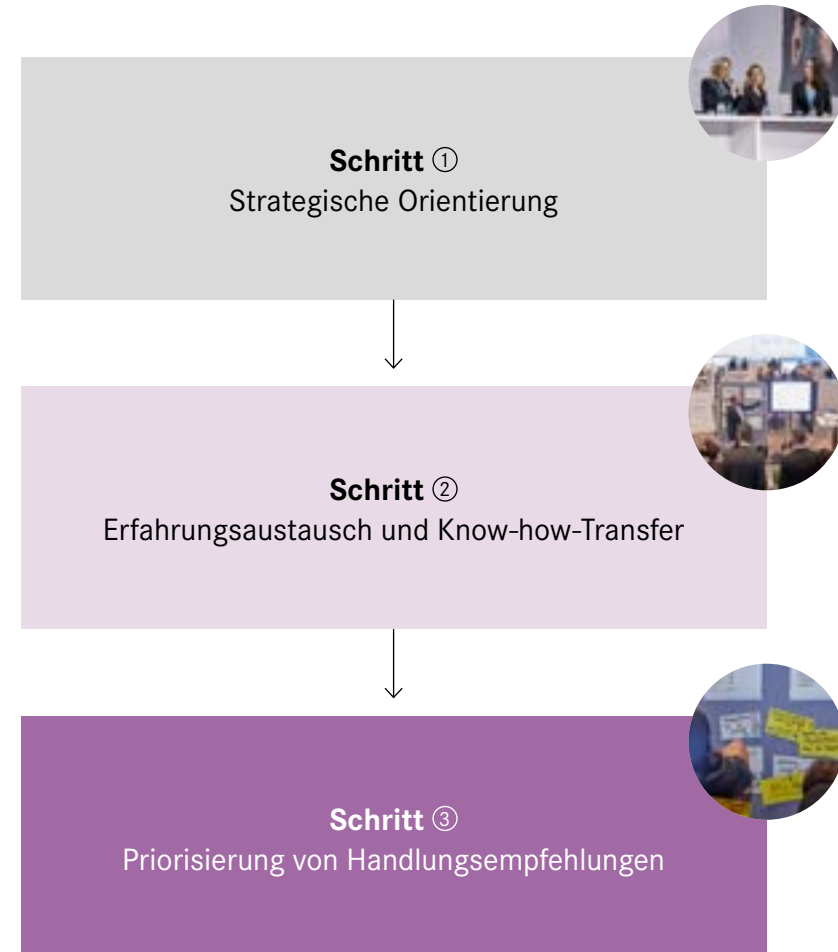 Schritt ①
Strategische Orientierung
Schritt ②
Erfahrungsaustausch und Know-how-Transfer
Schritt ③
Priorisierung von Handlungsempfehlungen